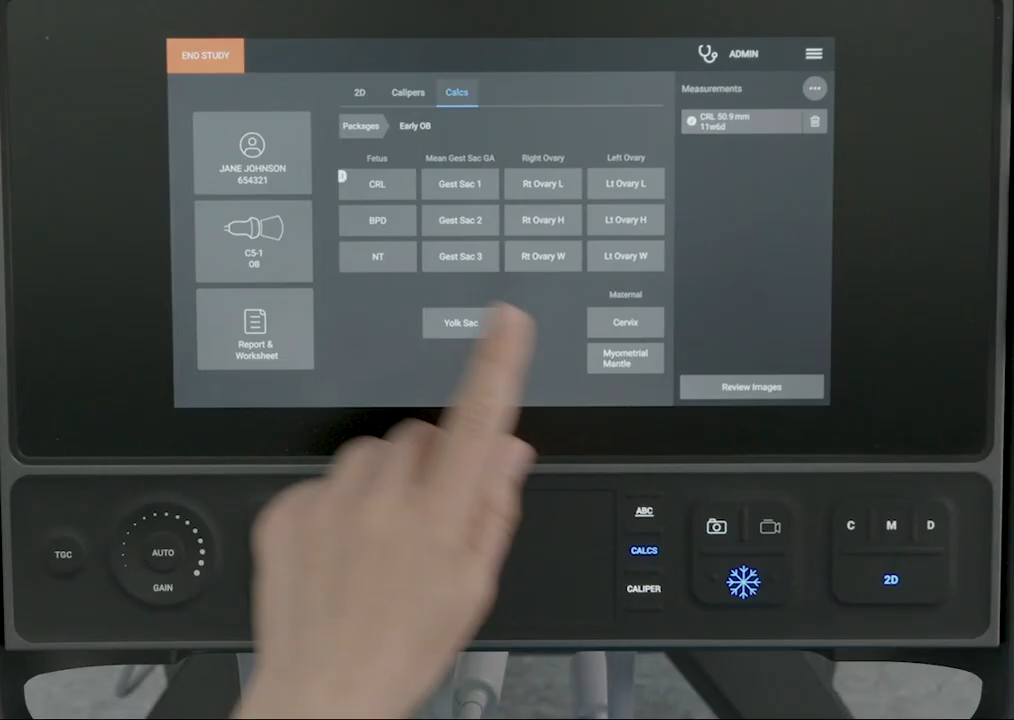 END STUDY
ADMIN
JANE JOHNSON
654321
C5-1
OB
Report &
Worksheet
2D
Calipers
Calcs
Packages
Early OB
Fetus
Mean Gest Sac GA
Right Ovary
Left Ovary
1
CRL
Gest Sac 1
Rt Ovary L
Lt Ovary L
BPD
Gest Sac 2
Rt Ovary H
Lt Ovary H
NT
Gest Sac 3
Rt Ovary W
Lt Ovary W
Maternal
Yolk Sac
Cervix
Myometrial
Mantle
Measurements
CRL 50.9 mm
11w6d
Review Images
TGC
AUTO
GAIN
ABC
CALCS
CALIPER
C
M
D
2D